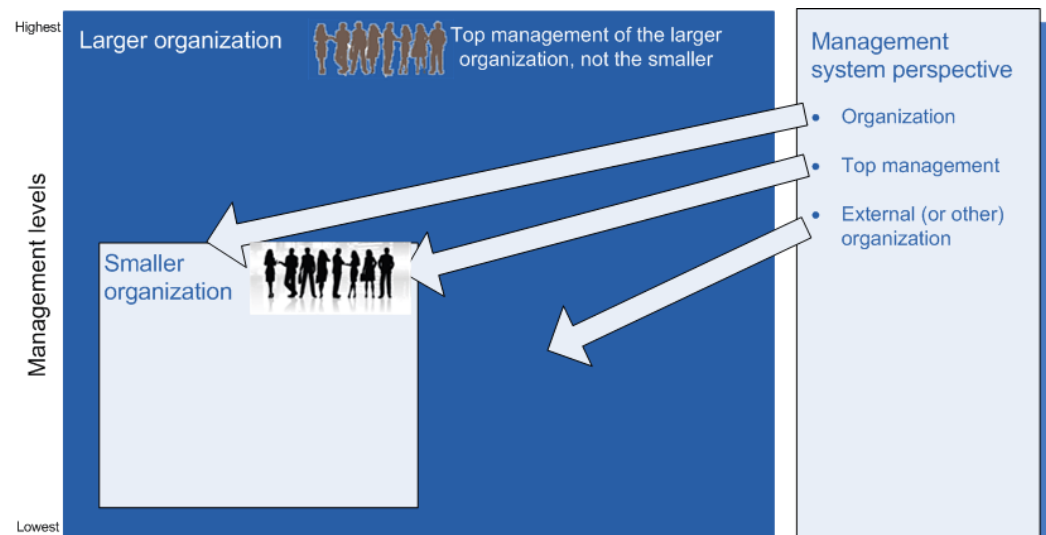 Highest
Larger organization
Top management of the larger
organization, not the smaller
Management
system perspective
• Organization
• Top management
• External (or other)
organization
Management levels
Smaller
organization
Lowest